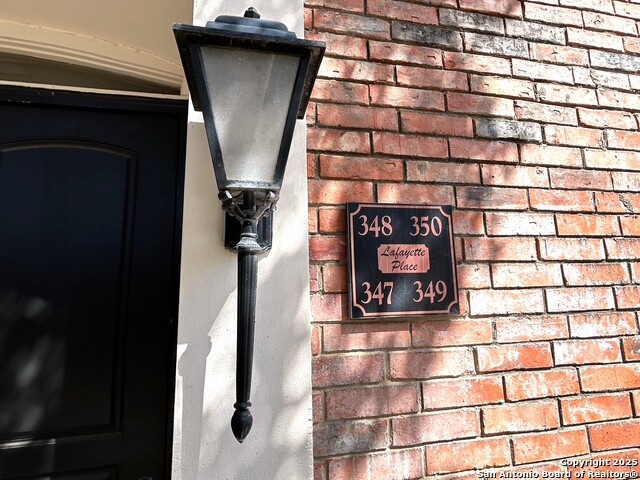 348 350
Lafayette
Place
347 349
Copyright 2025
San Antonio Board of Realtors®